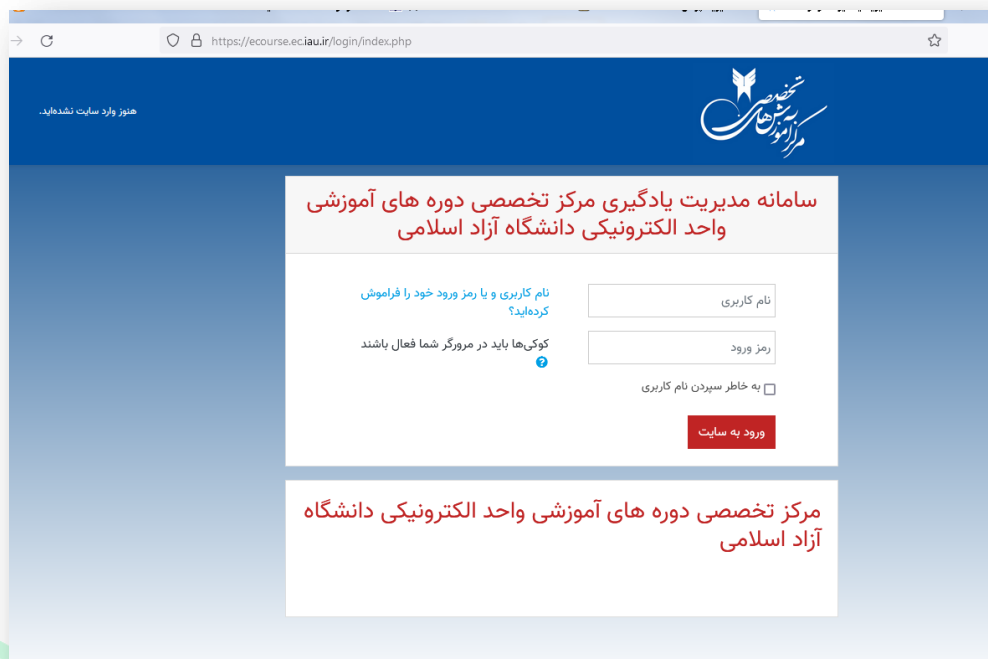 https://ecourse.ec.iau.ir/login/index.php
مرکز آموزش‌های تخصصی
هنوز وارد سایت نشده‌اید.
سامانه مدیریت یادگیری مرکز تخصصی دوره های آموزشی
واحد الکترونیکی دانشگاه آزاد اسلامی
نام کاربری
رمز ورود
به خاطر سپردن نام کاربری
ورود به سایت
نام کاربری و یا رمز ورود خود را فراموش
کرده‌اید؟
کوکی‌ها باید در مرورگر شما فعال باشند
مرکز تخصصی دوره های آموزشی واحد الکترونیکی دانشگاه
آزاد اسلامی